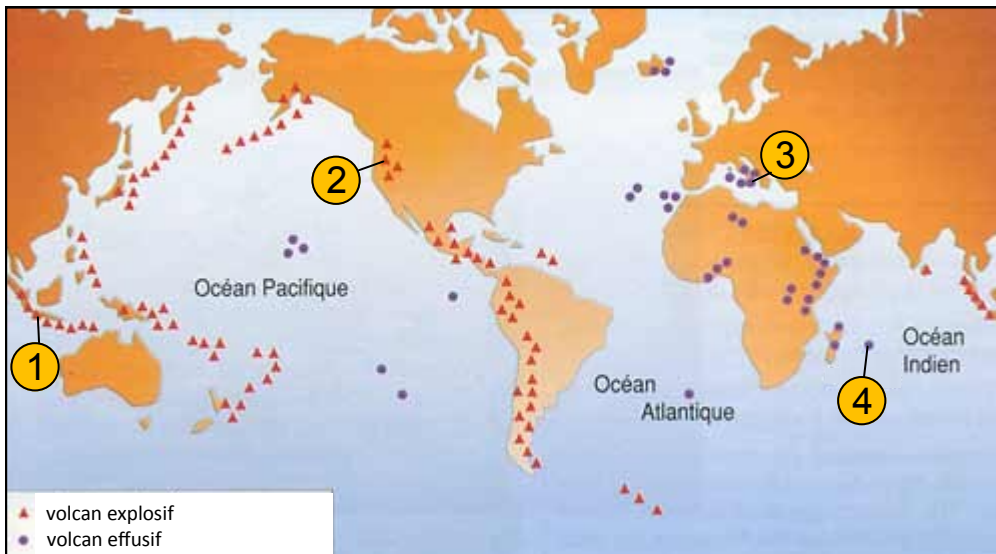 3
2
Océan Pacifique
Océan
Indien
1
Océan
Atlantique
4
volcan explosif
volcan effusif